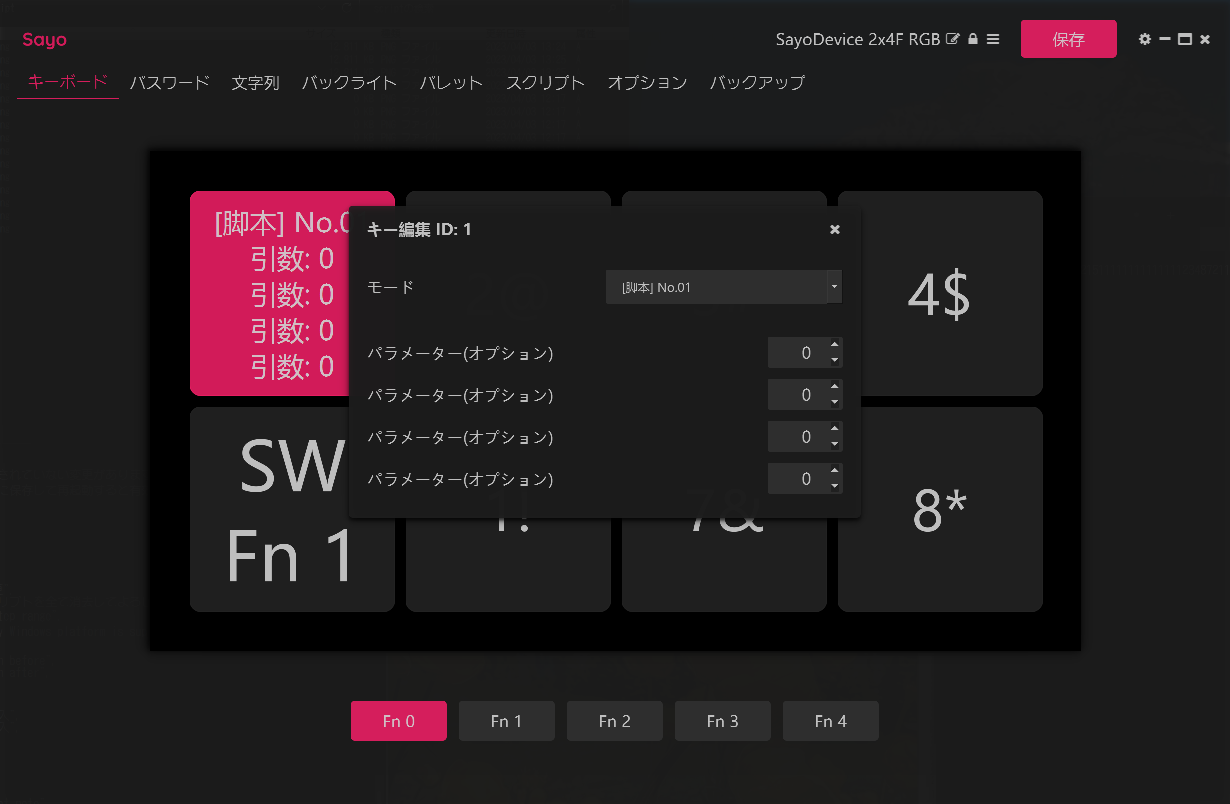 Sayo
SayoDevice 2x4F RGB
保存
キーボード パスワード 文字列 バックライト パレット スクリプト オプション バックアップ
[脚本] No.0
引数: 0
引数: 0
引数: 0
引数: 0
キー編集 ID: 1
モード
[脚本] No.01
パラメーター(オプション) 0
パラメーター(オプション) 0
パラメーター(オプション) 0
パラメーター(オプション) 0
4$
SW
Fn 1
1!
7&
8*
Fn 0 Fn 1 Fn 2 Fn 3 Fn 4